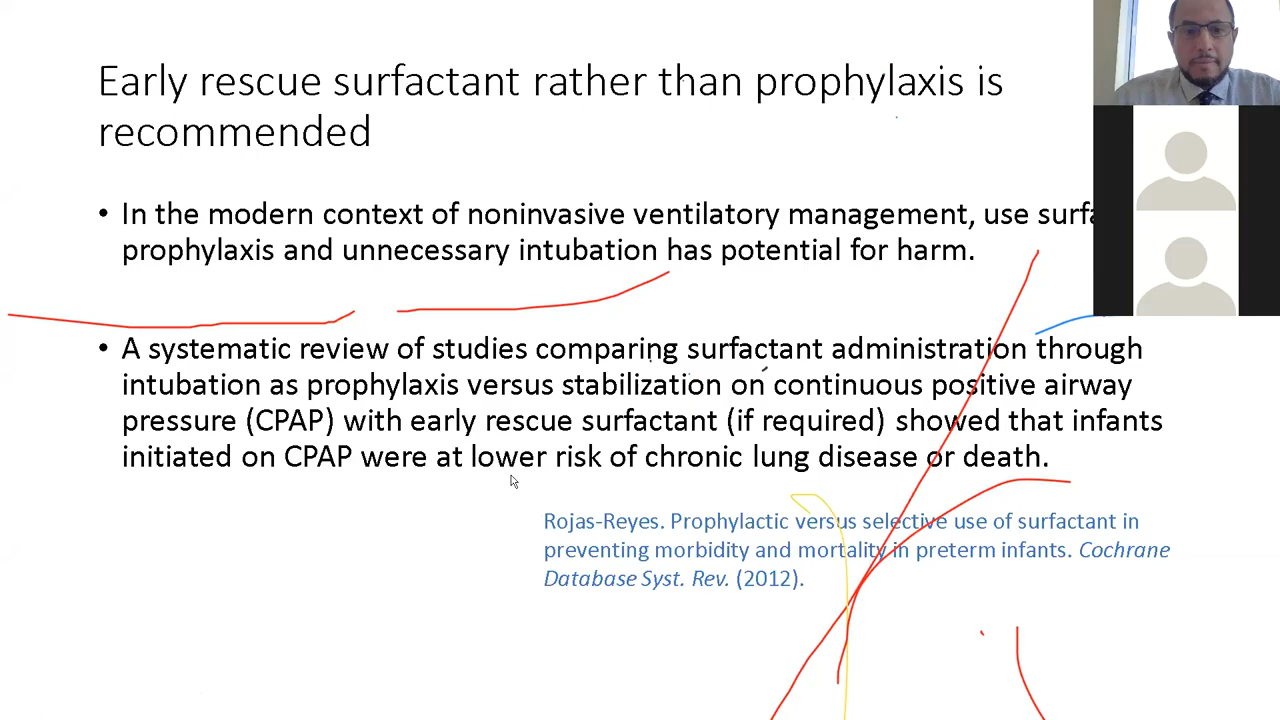 Early rescue surfactant rather than prophylaxis is
recommended
• In the modern context of noninvasive ventilatory management, use
prophylaxis and unnecessary intubation has potential for harm.
• A systematic review of studies comparing surfactant administration through
intubation as prophylaxis versus stabilization on continuous positive airway
pressure (CPAP) with early rescue surfactant (if required) showed that infants
initiated on CPAP were at lower risk of chronic lung disease or death.
Rojas-Reyes. Prophylactic versus selective use of surfactant in
preventing morbidity and mortality in preterm infants. Cochrane
Database Syst. Rev. (2012).